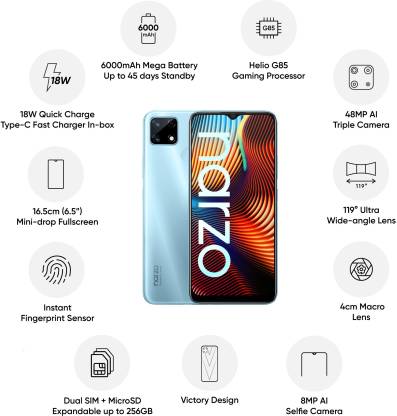 6000
mAh
6000mAh Mega Battery
Up to 45 days Standby
G85
Helio G85
Gaming Processor
18W
18W Quick Charge
Type-C Fast Charger In-box
48MP AI
Triple Camera
16.5cm (6.5")
Mini-drop Fullscreen
narzo
narzo
119°
119° Ultra
Wide-angle Lens
Instant
Fingerprint Sensor
4cm Macro
Lens
Dual SIM + MicroSD
Expandable up to 256GB
Victory Design
8MP AI
Selfie Camera